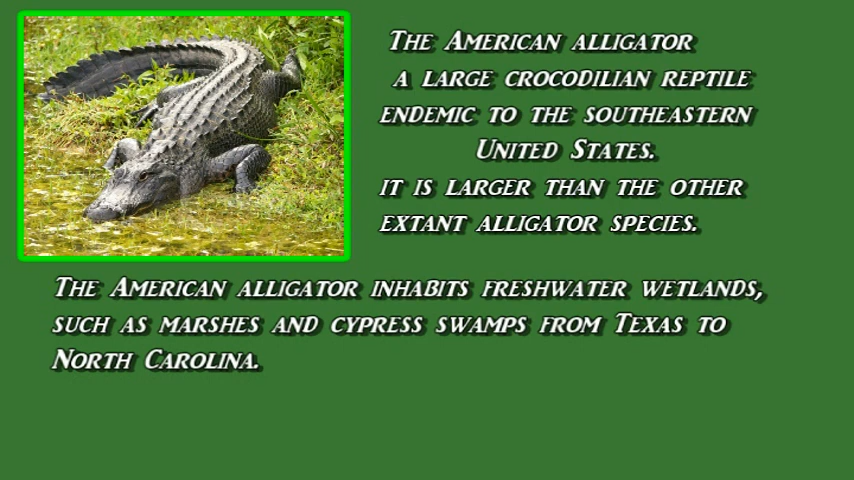 The American alligator
a large crocodilian reptile
endemic to the southeastern
United States.
it is larger than the other
extant alligator species.
The American alligator inhabits freshwater wetlands,
such as marshes and cypress swamps from Texas to
North Carolina.